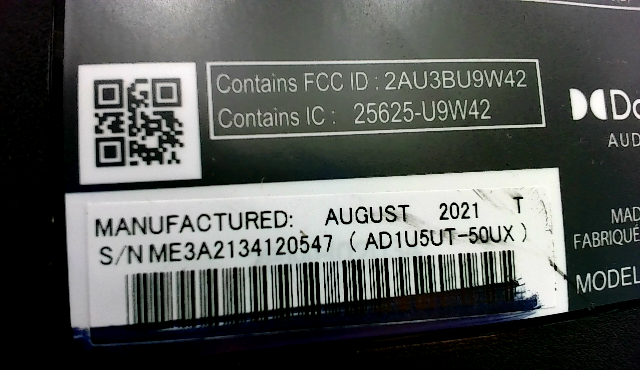 Contains FCC ID : 2AU3BU9W42
Contains IC : 25625-U9W42
AUD
MAD
FABRIQUÉ
MODEL
MANUFACTURED: AUGUST 2021 T
S/N ME3A2134120547 ( AD1U5UT-50UX )